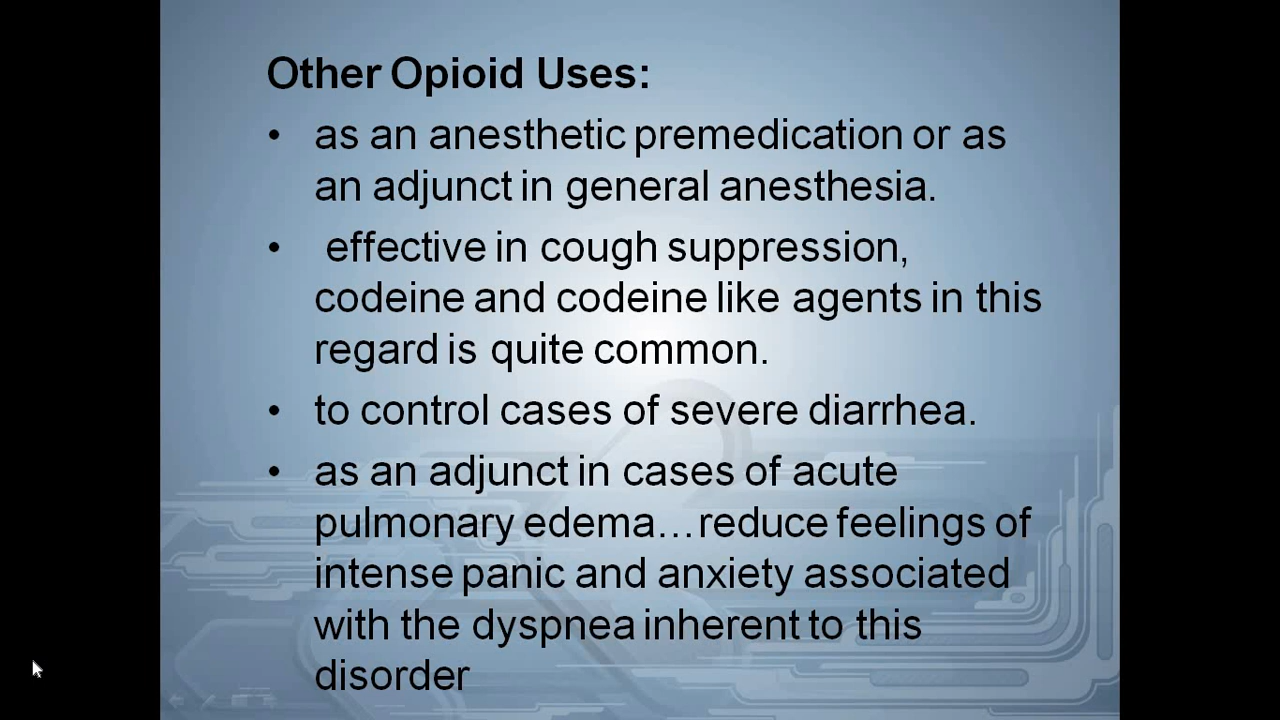 Other Opioid Uses:
• as an anesthetic premedication or as
an adjunct in general anesthesia.
• effective in cough suppression,
codeine and codeine like agents in this
regard is quite common.
• to control cases of severe diarrhea.
• as an adjunct in cases of acute
pulmonary edema…reduce feelings of
intense panic and anxiety associated
with the dyspnea inherent to this
disorder